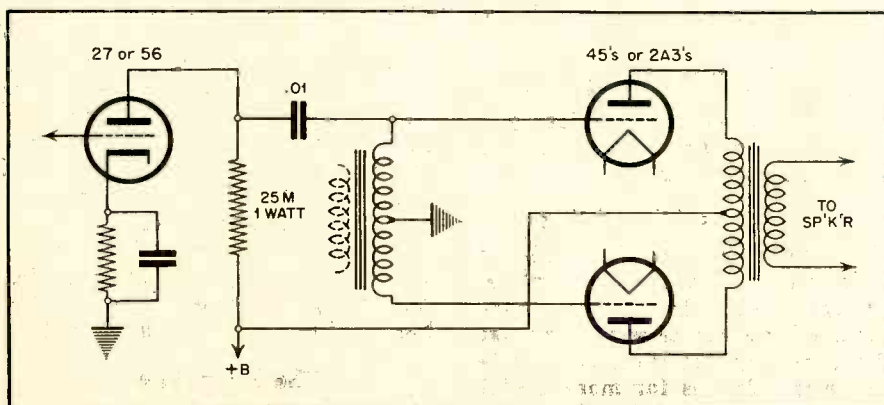 27 or 56
45's or 2A3's
.01
25 M
1 WATT
TO
SP'K'R
+B